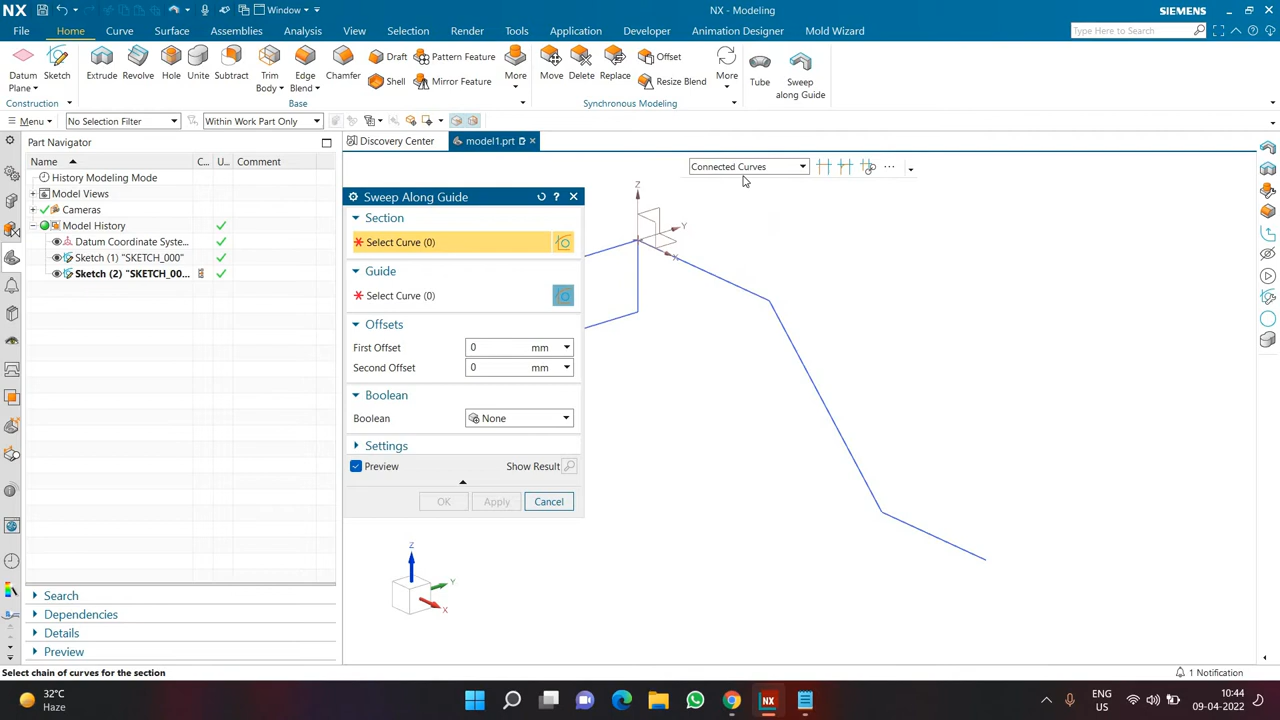 NX
Window
NX - Modeling
SIEMENS
File Home Curve Surface Assemblies Analysis View Selection Render Tools Application Developer Animation Designer Mold Wizard
Type Here to Search
Datum Plane
Sketch
Extrude
Revolve
Hole
Unite
Subtract
Trim Body
Edge Blend
Chamfer
Draft
Shell
Pattern Feature
Mirror Feature
More
Move
Delete
Replace
Offset
Resize Blend
More
Tube
Sweep along Guide
Construction
Base
Synchronous Modeling
Menu
No Selection Filter
Within Work Part Only
Part Navigator
Discovery Center
model1.prt
Name C... U... Comment
History Modeling Mode
Model Views
Cameras
Model History
Datum Coordinate Syste...
Sketch (1) "SKETCH_000"
Sketch (2) "SKETCH_00...
Connected Curves
Sweep Along Guide
Section
* Select Curve (0)
Guide
* Select Curve (0)
Offsets
First Offset 0 mm
Second Offset 0 mm
Boolean
Boolean None
Settings
Preview Show Result
OK Apply Cancel
Z
Y
X
Z
Y
X
Search
Dependencies
Details
Preview
Select chain of curves for the section
1 Notification
32°C
Haze
ENG
US
10:44
09-04-2022